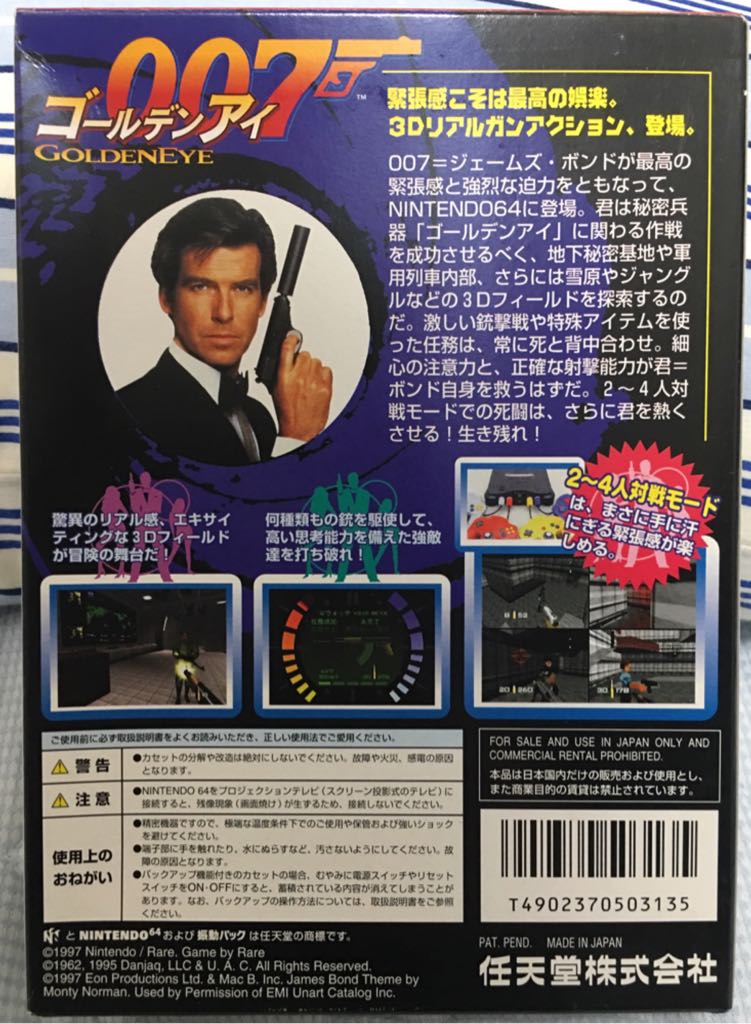 007
ゴールデンアイ
GOLDENEYE
TM
緊張感こそは最高の娯楽。
3Dリアルガンアクション、登場。
007=ジェームズ・ボンドが最高の
緊張感と強烈な迫力をともなって、
NINTENDO64に登場。君は秘密兵
器「ゴールデンアイ」に関わる作戦
を成功させるべく、地下秘密基地や軍
用列車内部、さらには雪原やジャング
ルなどの3Dフィールドを探索するの
だ。激しい銃撃戦や特殊アイテムを使
った任務は、常に死と背中合わせ。細
心の注意力と、正確な射撃能力が君=
ボンド自身を救うはずだ。2〜4人対
戦モードでの死闘は、さらに君を熱く
させる!生き残れ!
驚異のリアル感、エキサイ
ティングな3Dフィールド
が冒険の舞台だ!
何種類もの銃を駆使して、
高い思考能力を備えた強敵
達を打ち破れ!
2〜4人対戦モード
は、まさに手に汗
にぎる緊張感が楽
しめる。
ご使用前に必ず取扱説明書をよくお読みいただき、正しい使用法でご愛用ください。
警告
●カセットの分解や改造は絶対にしないでください。故障や火災、感電の原因
となります。
注意
●NINTENDO 64をプロジェクションテレビ(スクリーン投影式のテレビ)に
接続すると、残像現象(画面焼け)が生ずるため、接続しないでください。
使用上の
おねがい
●精密機器ですので、極端な温度条件下でのご使用や保管および強いショック
を避けてください。
●端子部に手を触れたり、水にぬらすなど、汚さないようにしてください。故
障の原因となります。
●バックアップ機能付きのカセットの場合、むやみに電源スイッチやリセット
スイッチをON・OFFにすると、蓄積されている内容が消えてしまうことが
あります。なお、バックアップの操作方法については、取扱説明書をご参照
ください。
FOR SALE AND USE IN JAPAN ONLY AND
COMMERCIAL RENTAL PROHIBITED.
本品は日本国内だけの販売および使用とし、
また商業目的の賃貸は禁止されています。
T4902370503135
と NINTENDO64 および 振動パック は任天堂の商標です。
©1997 Nintendo / Rare. Game by Rare
©1962, 1995 Danjaq, LLC & U. A. C. All Rights Reserved.
©1997 Eon Productions Ltd. & Mac B. Inc. James Bond Theme by
Monty Norman. Used by Permission of EMI Unart Catalog Inc.
PAT. PEND. MADE IN JAPAN
任天堂株式会社